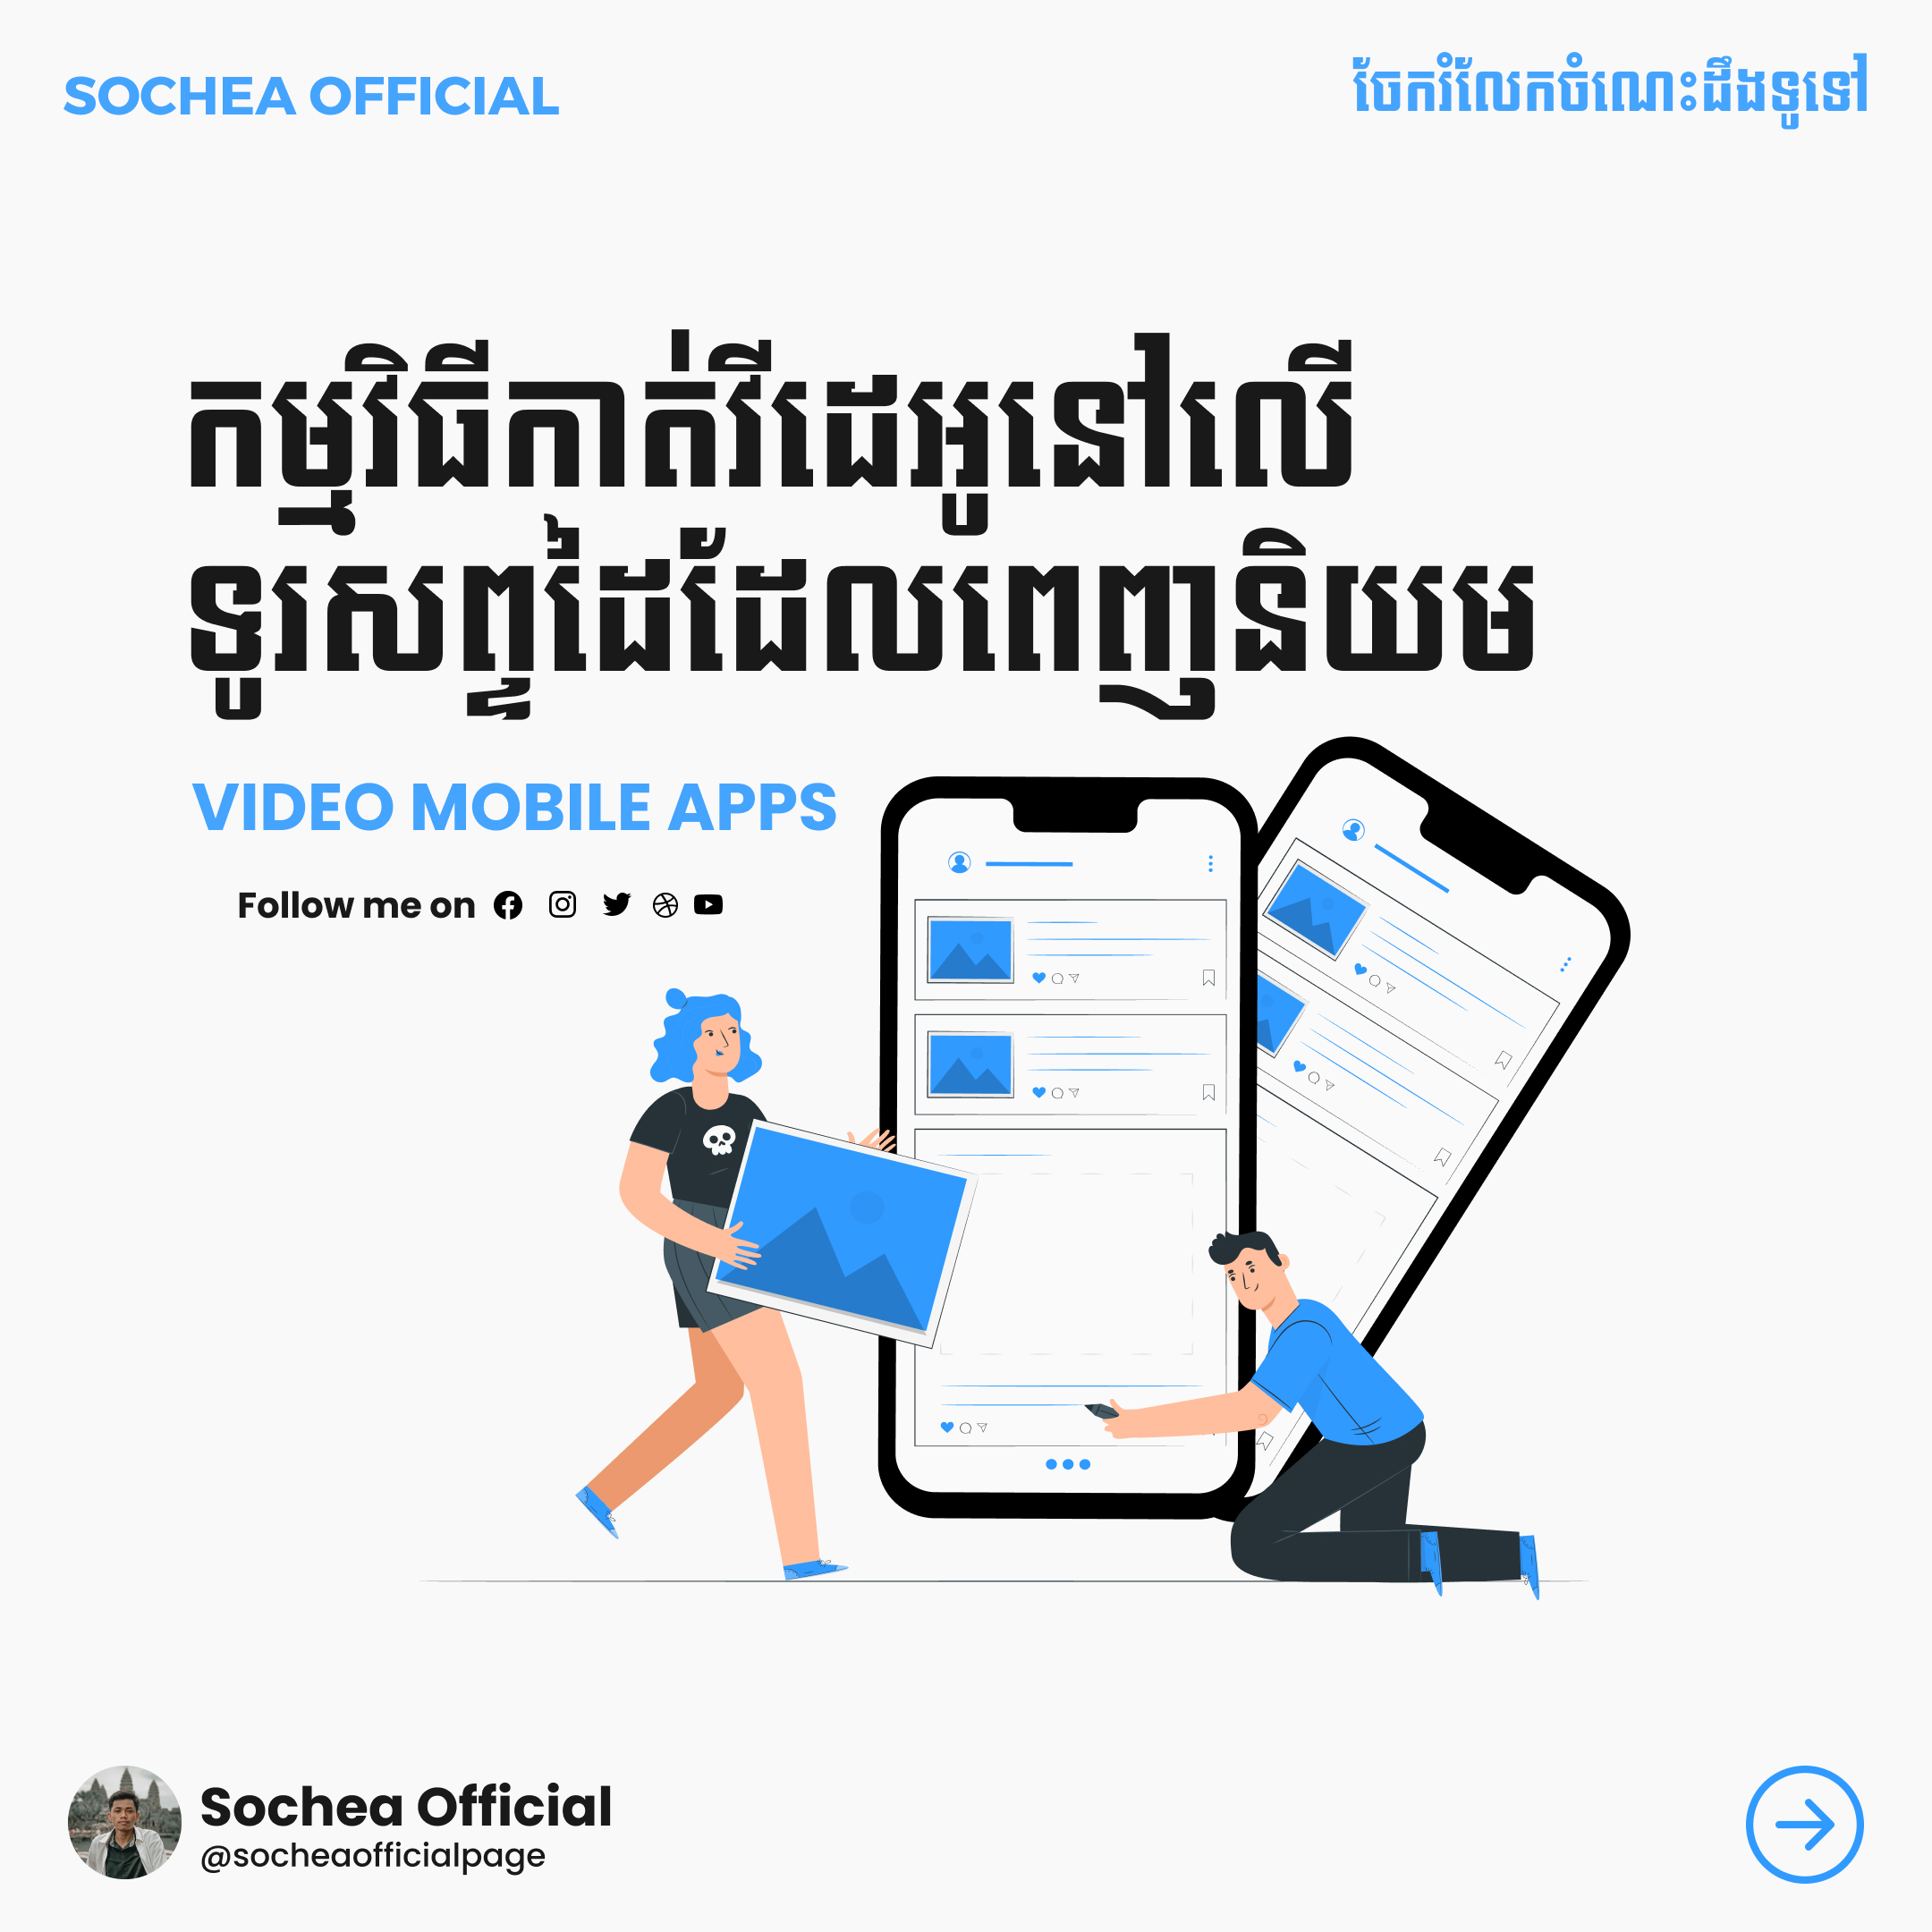 SOCHEA OFFICIAL
ចែករំលែកចំណេះដឹងទូទៅ
កម្មវិធីកាត់វីដេអូនៅលើ
ទូរសព្ទដៃដែលពេញនិយម
VIDEO MOBILE APPS
Follow me on
Sochea Official
@socheaofficialpage